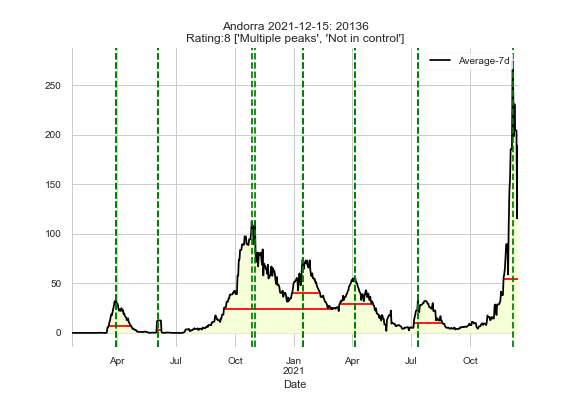 Andorra 2021-12-15: 20136
Rating:8 ['Multiple peaks', 'Not in control']
Average-7d
250
200
150
100
50
0
Apr Jul Oct Jan Apr Jul Oct
2021
Date